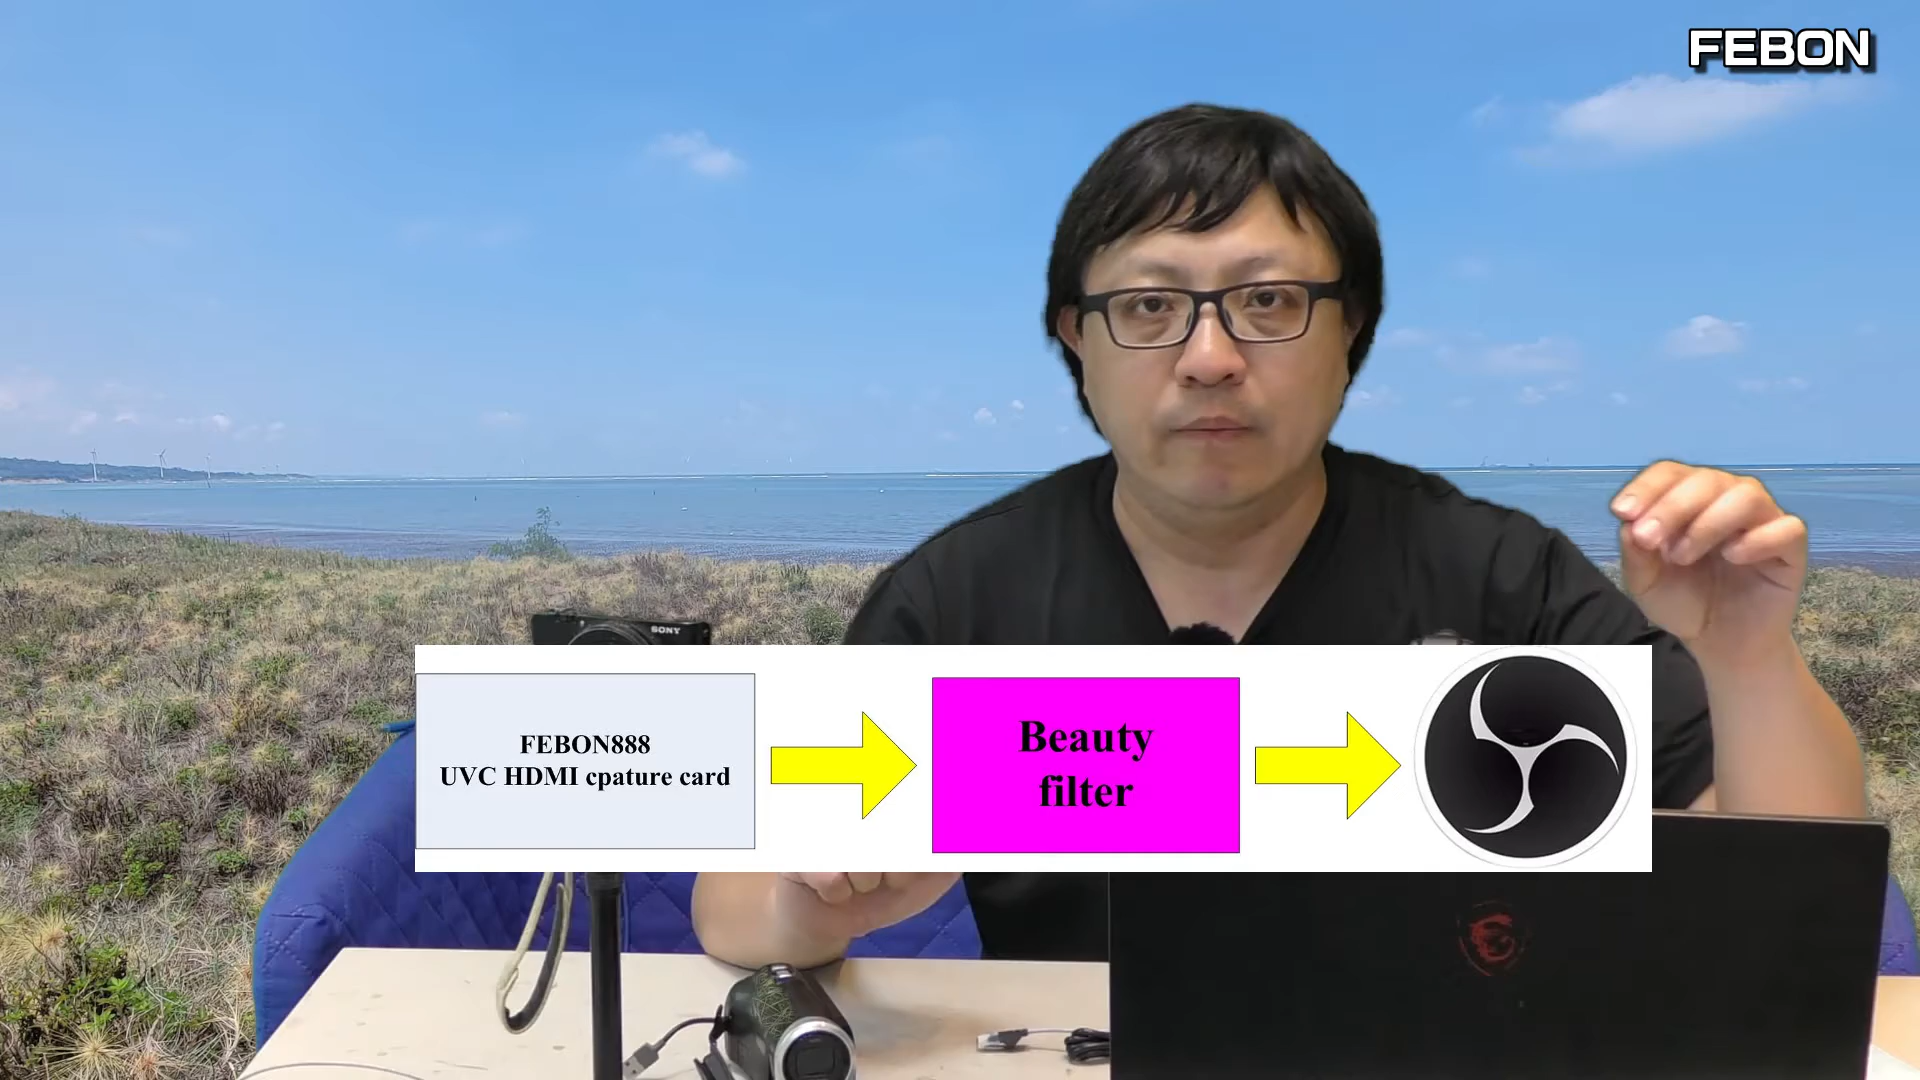 FEBON
SONY
FEBON888
UVC HDMI cpature card
Beauty
filter